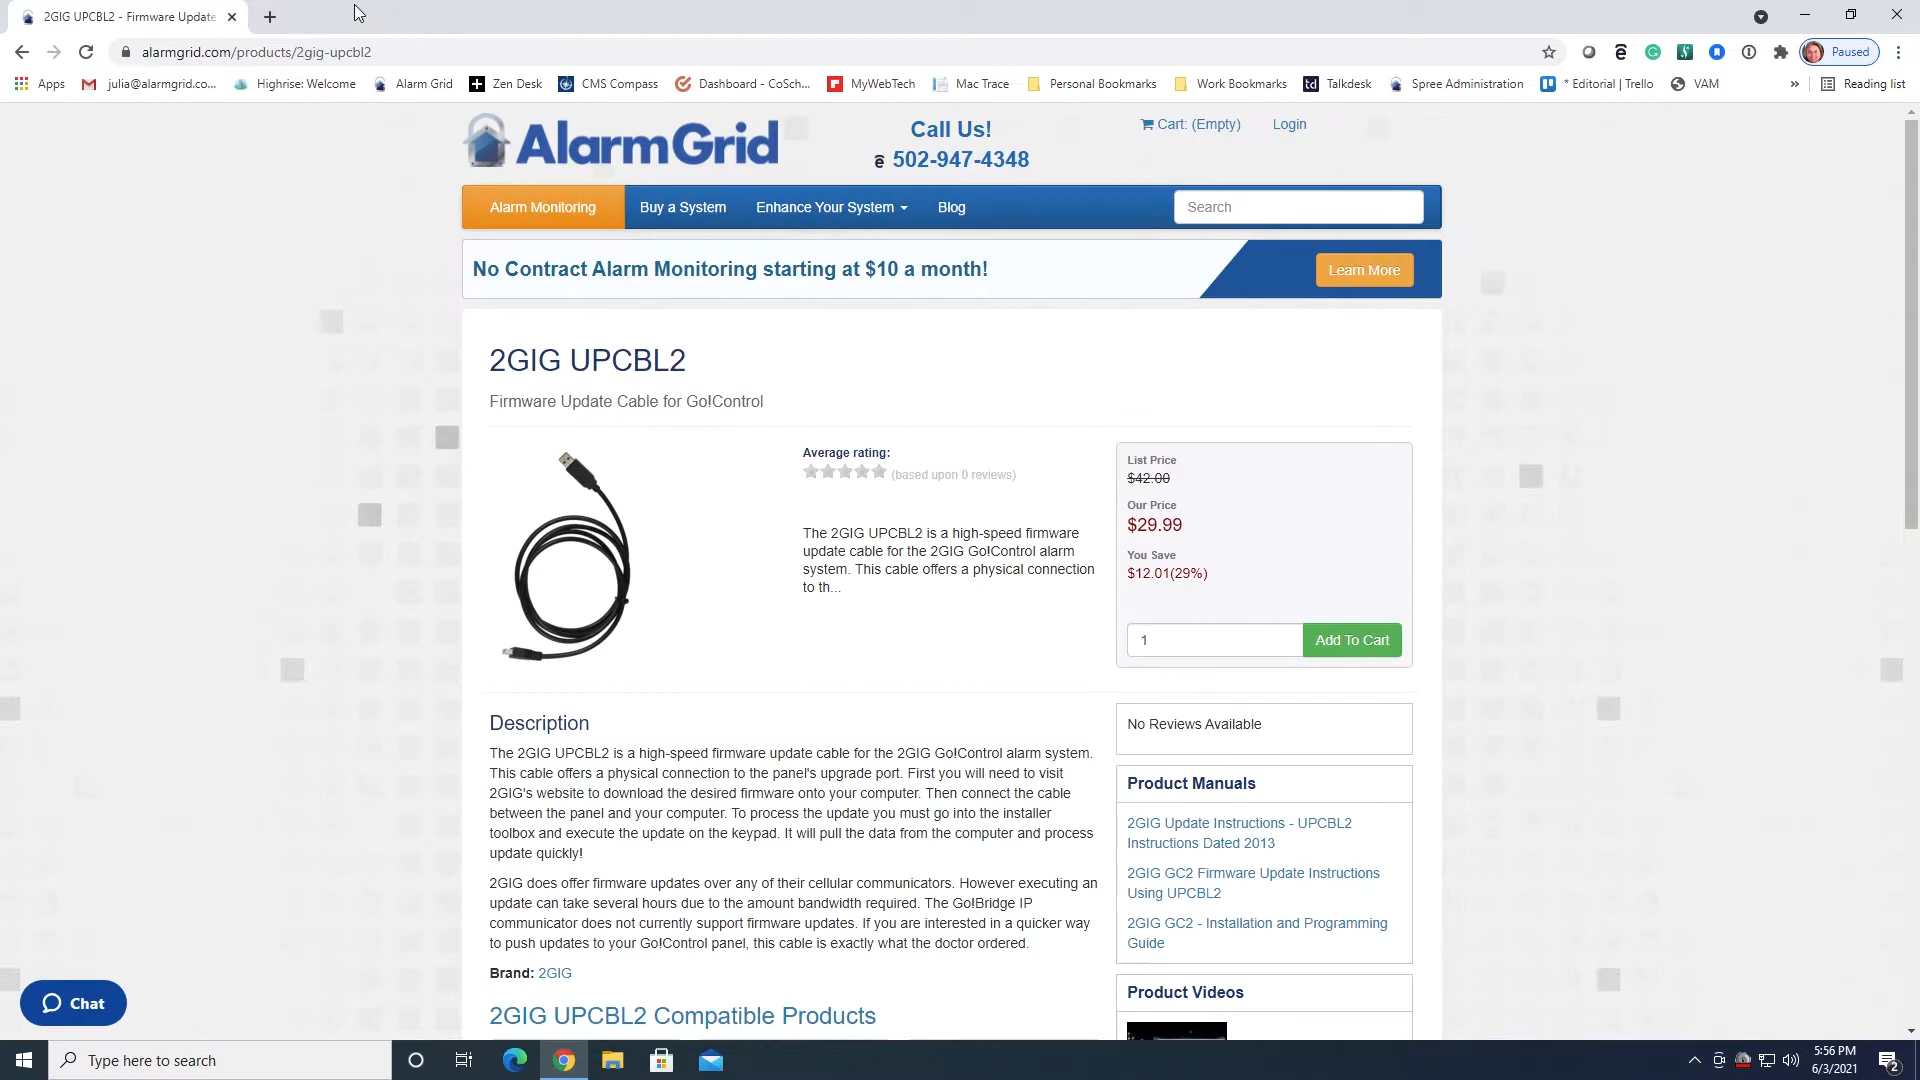 2GIG UPCBL2 - Firmware Update
alarmgrid.com/products/2gig-upcbl2
Paused
Apps
julia@alarmgrid.co...
Highrise: Welcome
Alarm Grid
Zen Desk
CMS Compass
Dashboard - CoSch...
MyWebTech
Mac Trace
Personal Bookmarks
Work Bookmarks
td Talkdesk
Spree Administration
* Editorial | Trello
VAM
»
Reading list
AlarmGrid
Call Us!
502-947-4348
Cart: (Empty)
Login
Alarm Monitoring
Buy a System
Enhance Your System
Blog
Search
No Contract Alarm Monitoring starting at $10 a month!
Learn More
2GIG UPCBL2
Firmware Update Cable for Go!Control
Average rating:
(based upon 0 reviews)
The 2GIG UPCBL2 is a high-speed firmware
update cable for the 2GIG Go!Control alarm
system. This cable offers a physical connection
to th...
List Price
$42.00
Our Price
$29.99
You Save
$12.01(29%)
1
Add To Cart
Description
The 2GIG UPCBL2 is a high-speed firmware update cable for the 2GIG Go!Control alarm system.
This cable offers a physical connection to the panel's upgrade port. First you will need to visit
2GIG's website to download the desired firmware onto your computer. Then connect the cable
between the panel and your computer. To process the update you must go into the installer
toolbox and execute the update on the keypad. It will pull the data from the computer and process
update quickly!
2GIG does offer firmware updates over any of their cellular communicators. However executing an
update can take several hours due to the amount bandwidth required. The Go!Bridge IP
communicator does not currently support firmware updates. If you are interested in a quicker way
to push updates to your Go!Control panel, this cable is exactly what the doctor ordered.
Brand: 2GIG
2GIG UPCBL2 Compatible Products
No Reviews Available
Product Manuals
2GIG Update Instructions - UPCBL2
Instructions Dated 2013
2GIG GC2 Firmware Update Instructions
Using UPCBL2
2GIG GC2 - Installation and Programming
Guide
Product Videos
Chat
Type here to search
5:56 PM
6/3/2021
2